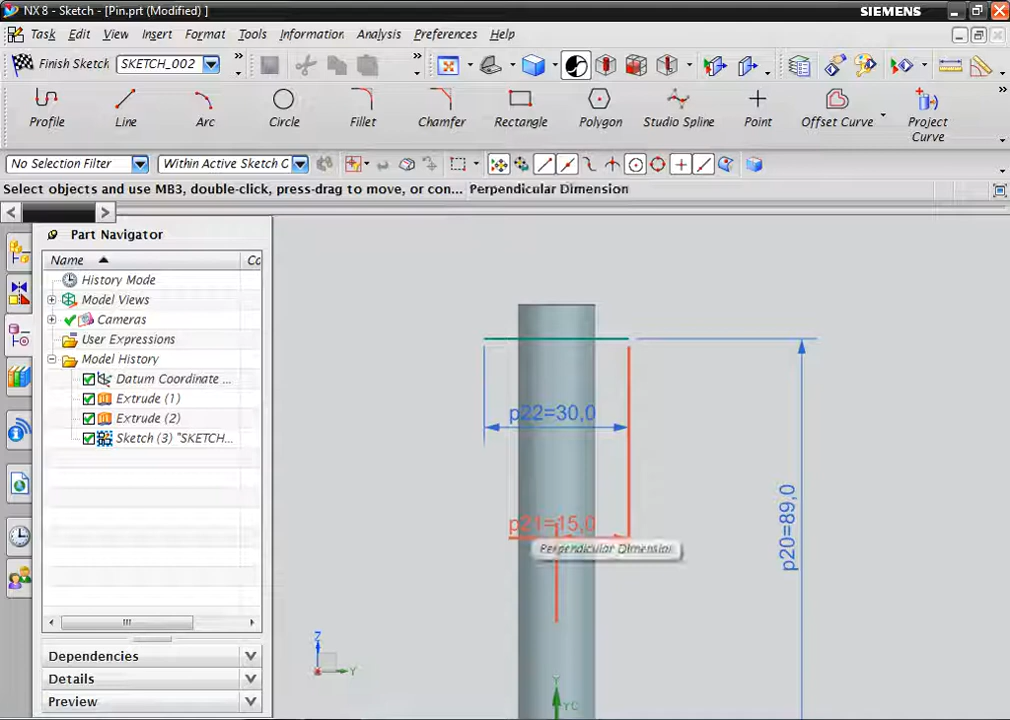 NX 8 - Sketch - [Pin.prt (Modified) ]
SIEMENS
Task Edit View Insert Format Tools Information Analysis Preferences Help
Finish Sketch SKETCH_002
Profile Line Arc Circle Fillet Chamfer Rectangle Polygon Studio Spline Point Offset Curve Project Curve
No Selection Filter Within Active Sketch O
Select objects and use MB3, double-click, press-drag to move, or con... Perpendicular Dimension
Part Navigator
Name Co
History Mode
Model Views
Cameras
User Expressions
Model History
Datum Coordinate ...
Extrude (1)
Extrude (2)
Sketch (3) "SKETCH...
Dependencies
Details
Preview
p22=30,0
p21=15,0
Perpendicular Dimension
p20=89,0
Z
Y
Y
YC